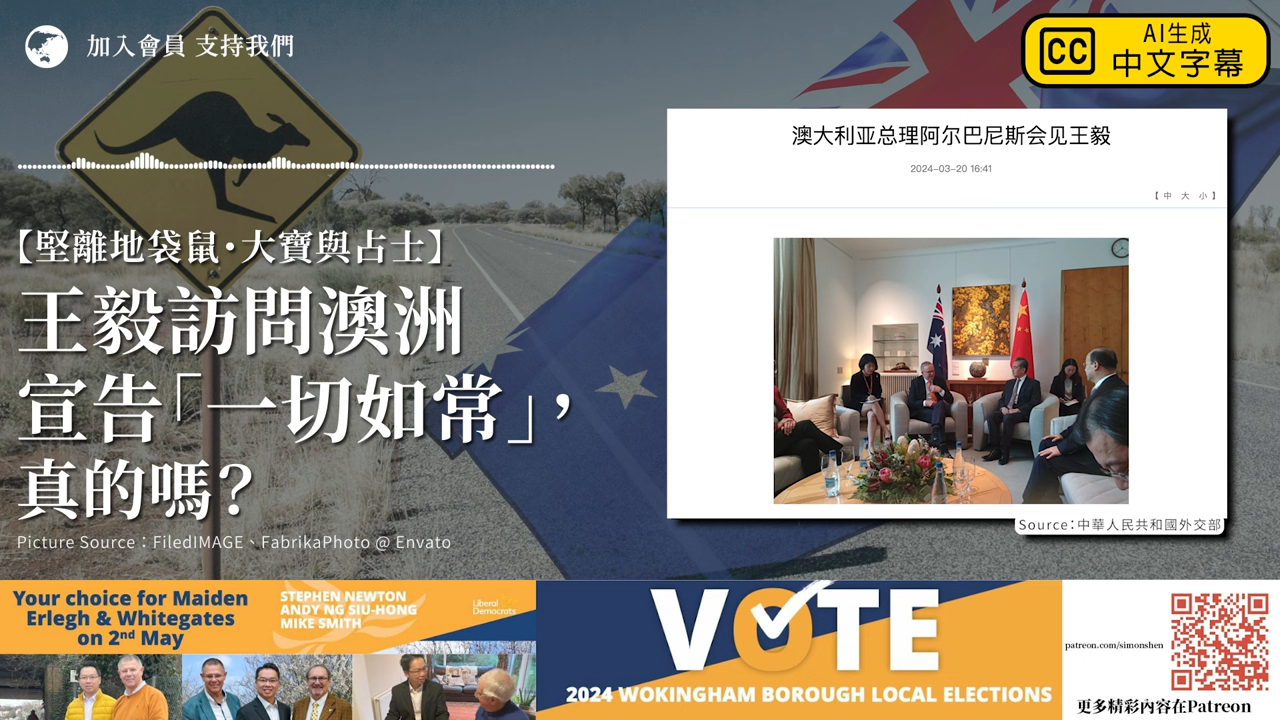 加入會員 支持我們
CC
AI生成
中文字幕
澳大利亚总理阿尔巴尼斯会见王毅
2024-03-20 16:41
【 中 大 小 】
【堅離地袋鼠·大寶與占士】
王毅訪問澳洲
宣告「一切如常」，
真的嗎？
Picture Source：FiledIMAGE、FabrikaPhoto @ Envato
Source：中華人民共和國外交部
Your choice for Maiden
Erlegh & Whitegates
on 2nd May
STEPHEN NEWTON
ANDY NG SIU-HONG
MIKE SMITH
Liberal
Democrats
VOTE
2024 WOKINGHAM BOROUGH LOCAL ELECTIONS
patreon.com/simonshen
更多精彩內容在Patreon